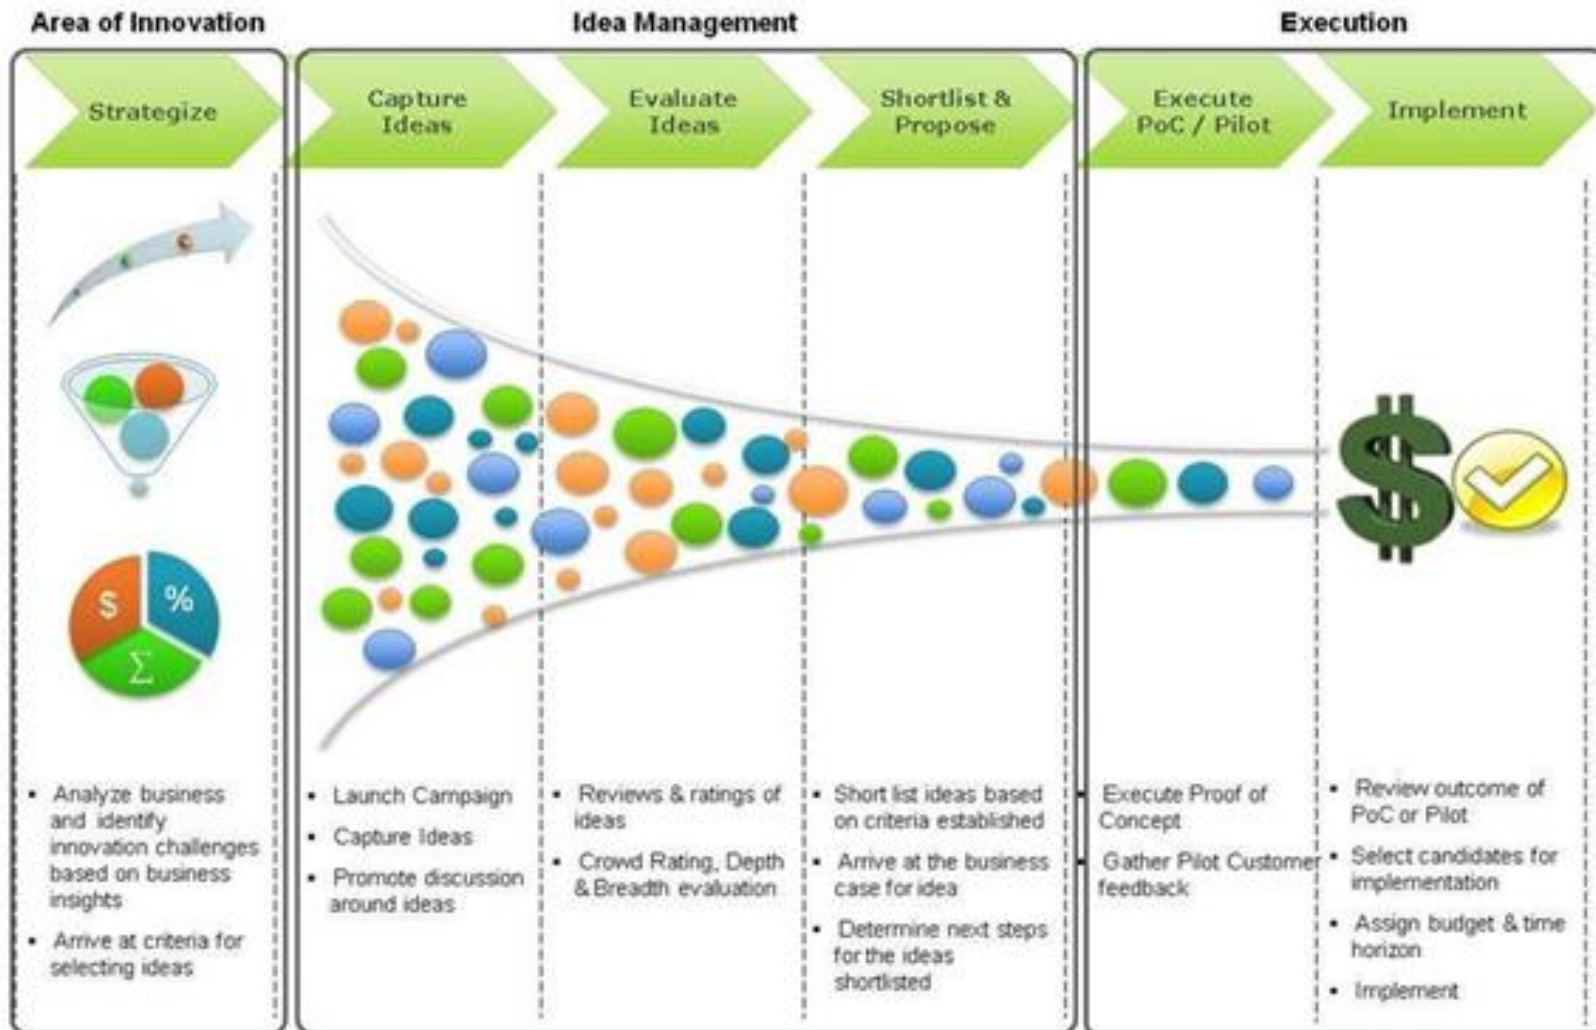 Area of Innovation
Idea Management
Execution
Strategize
Capture
Ideas
Evaluate
Ideas
Shortlist &
Propose
Execute
PoC / Pilot
Implement
$
%
Σ
$
▪ Analyze business
and identify
innovation challenges
based on business
insights
▪ Arrive at criteria for
selecting ideas
▪ Launch Campaign
▪ Capture Ideas
▪ Promote discussion
around ideas
▪ Reviews & ratings of
ideas
▪ Crowd Rating, Depth
& Breadth evaluation
▪ Short list ideas based
on criteria established
▪ Arrive at the business
case for idea
▪ Determine next steps
for the ideas
shortlisted
▪ Execute Proof of
Concept
▪ Gather Pilot Customer
feedback
▪ Review outcome of
PoC or Pilot
▪ Select candidates for
implementation
▪ Assign budget & time
horizon
▪ Implement